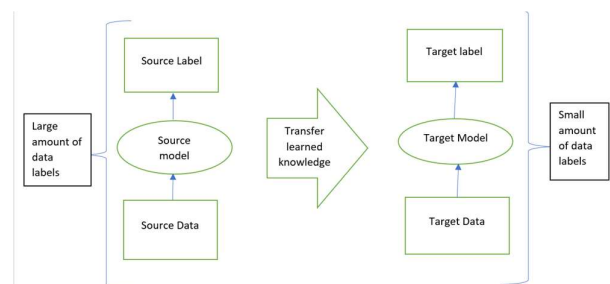 Large
amount of
data
labels
Source Label
Source
model
Source Data
Transfer
learned
knowledge
Target label
Target Model
Target Data
Small
amount
of data
labels